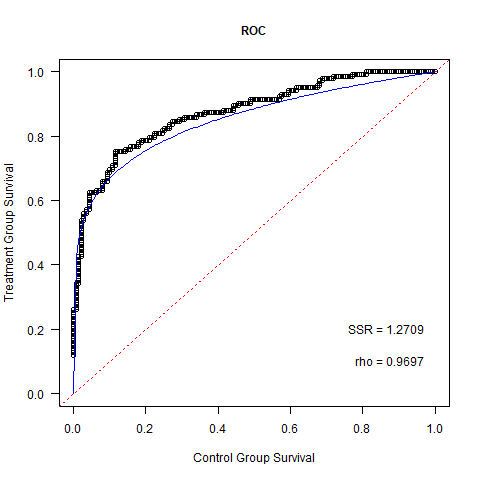 ROC
Treatment Group Survival
1.0
0.8
0.6
0.4
0.2
0.0
SSR = 1.2709
rho = 0.9697
0.0 0.2 0.4 0.6 0.8 1.0
Control Group Survival